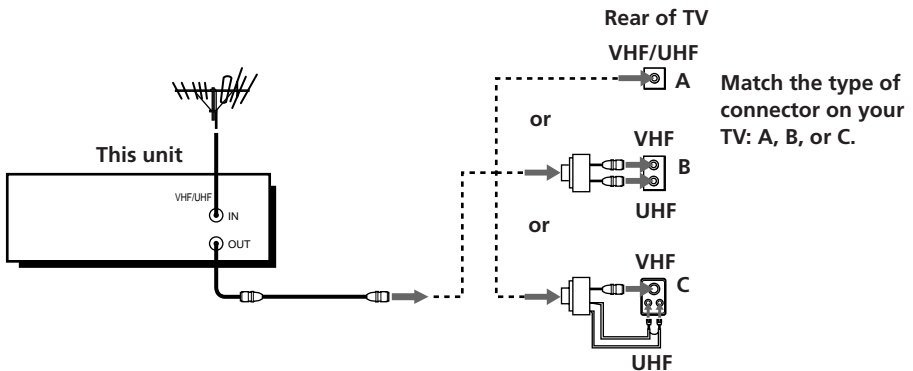 Rear of TV
VHF/UHF
A
Match the type of
connector on your
TV: A, B, or C.
or
VHF
B
UHF
This unit
VHF/UHF
IN
OUT
or
VHF
C
UHF